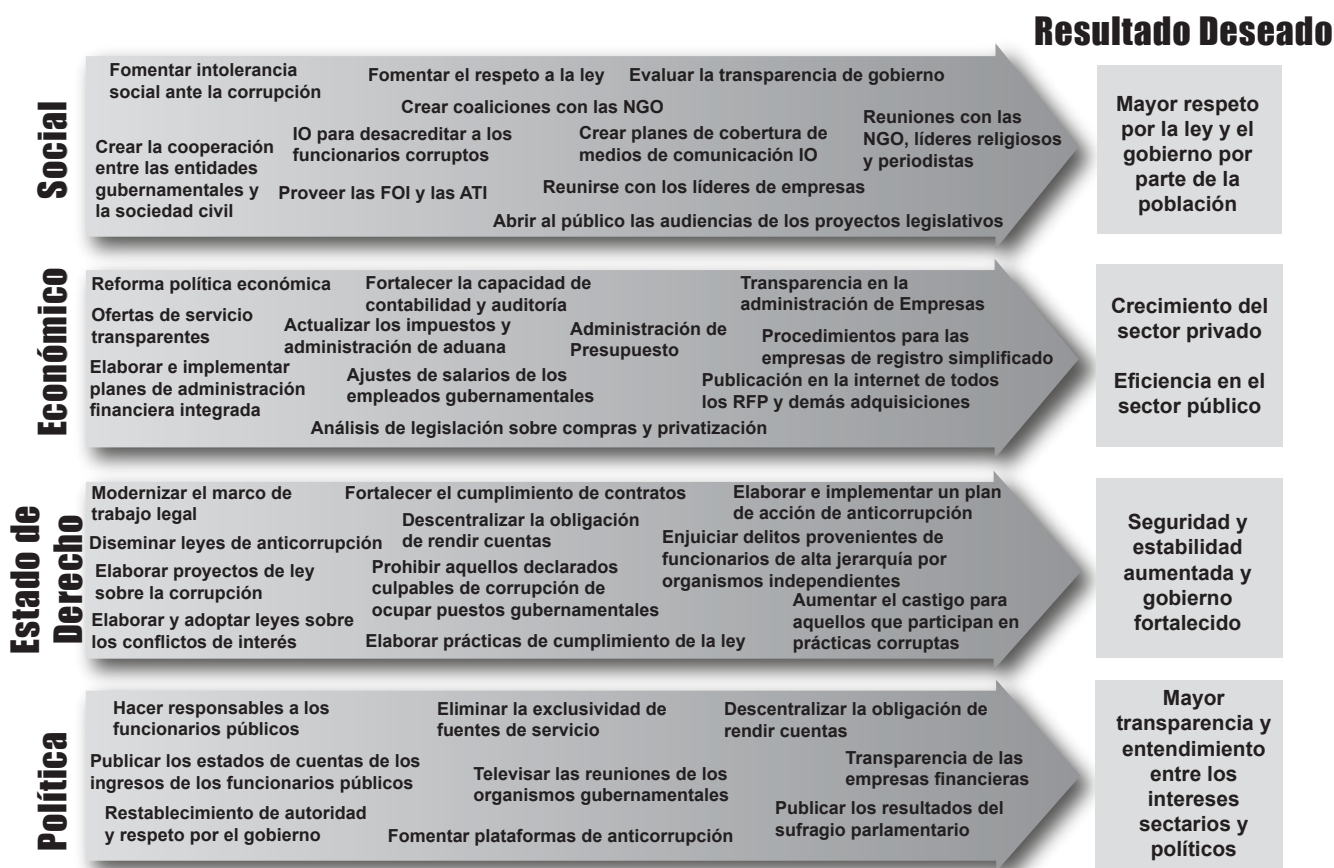 Resultado Deseado
Social
Fomentar intolerancia
social ante la corrupción
Fomentar el respeto a la ley
Evaluar la transparencia de gobierno
Crear coaliciones con las NGO
Crear la cooperación
entre las entidades
gubernamentales y
la sociedad civil
IO para desacreditar a los
funcionarios corruptos
Crear planes de cobertura de
medios de comunicación IO
Reuniones con las
NGO, líderes religiosos
y periodistas
Proveer las FOI y las ATI
Reunirse con los líderes de empresas
Abrir al público las audiencias de los proyectos legislativos
Mayor respeto
por la ley y el
gobierno por
parte de la
población
Económico
Reforma política económica
Fortalecer la capacidad de
contabilidad y auditoría
Transparencia en la
administración de Empresas
Ofertas de servicio
transparentes
Actualizar los impuestos y
administración de aduana
Administración de
Presupuesto
Procedimientos para las
empresas de registro simplificado
Elaborar e implementar
planes de administración
financiera integrada
Ajustes de salarios de los
empleados gubernamentales
Publicación en la internet de todos
los RFP y demás adquisiciones
Análisis de legislación sobre compras y privatización
Crecimiento del
sector privado
Eficiencia en el
sector público
Estado de
Derecho
Modernizar el marco de
trabajo legal
Fortalecer el cumplimiento de contratos
Elaborar e implementar un plan
de acción de anticorrupción
Diseminar leyes de anticorrupción
Descentralizar la obligación
de rendir cuentas
Enjuiciar delitos provenientes de
funcionarios de alta jerarquía por
organismos independientes
Elaborar proyectos de ley
sobre la corrupción
Prohibir aquellos declarados
culpables de corrupción de
ocupar puestos gubernamentales
Aumentar el castigo para
aquellos que participan en
prácticas corruptas
Elaborar y adoptar leyes sobre
los conflictos de interés
Elaborar prácticas de cumplimiento de la ley
Seguridad y
estabilidad
aumentada y
gobierno
fortalecido
Política
Hacer responsables a los
funcionarios públicos
Eliminar la exclusividad de
fuentes de servicio
Descentralizar la obligación de
rendir cuentas
Publicar los estados de cuentas de los
ingresos de los funcionarios públicos
Televisar las reuniones de los
organismos gubernamentales
Transparencia de las
empresas financieras
Restablecimiento de autoridad
y respeto por el gobierno
Fomentar plataformas de anticorrupción
Publicar los resultados del
sufragio parlamentario
Mayor
transparencia y
entendimiento
entre los
intereses
sectarios y
políticos